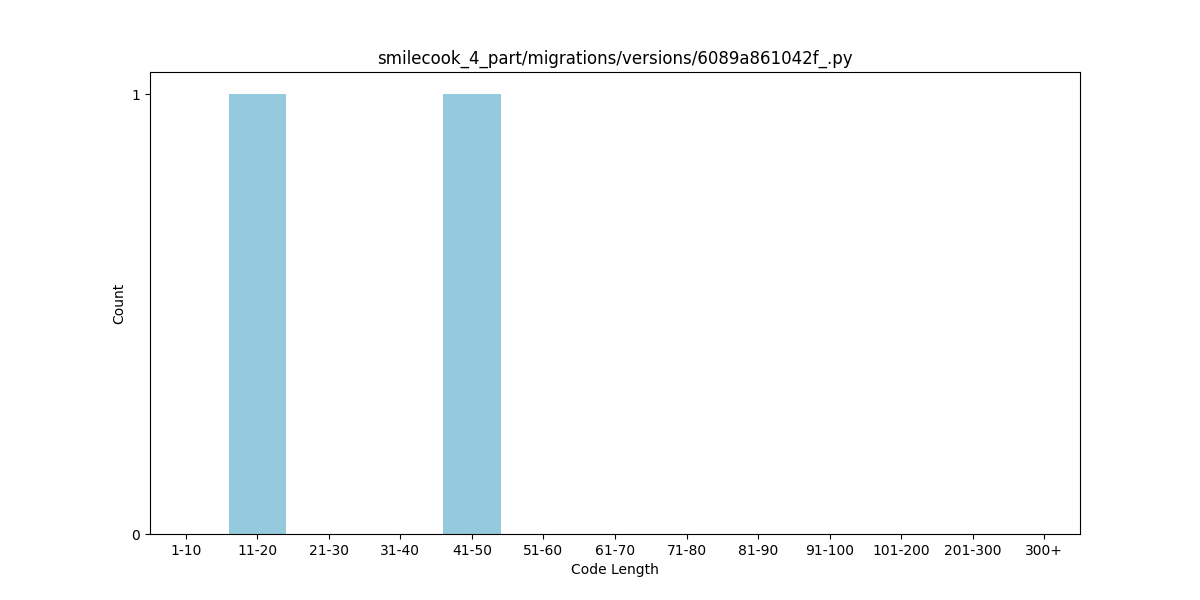 smilecook_4_part/migrations/versions/6089a861042f_.py
1
Count
0
1-10 11-20 21-30 31-40 41-50 51-60 61-70 71-80 81-90 91-100 101-200 201-300 300+
Code Length